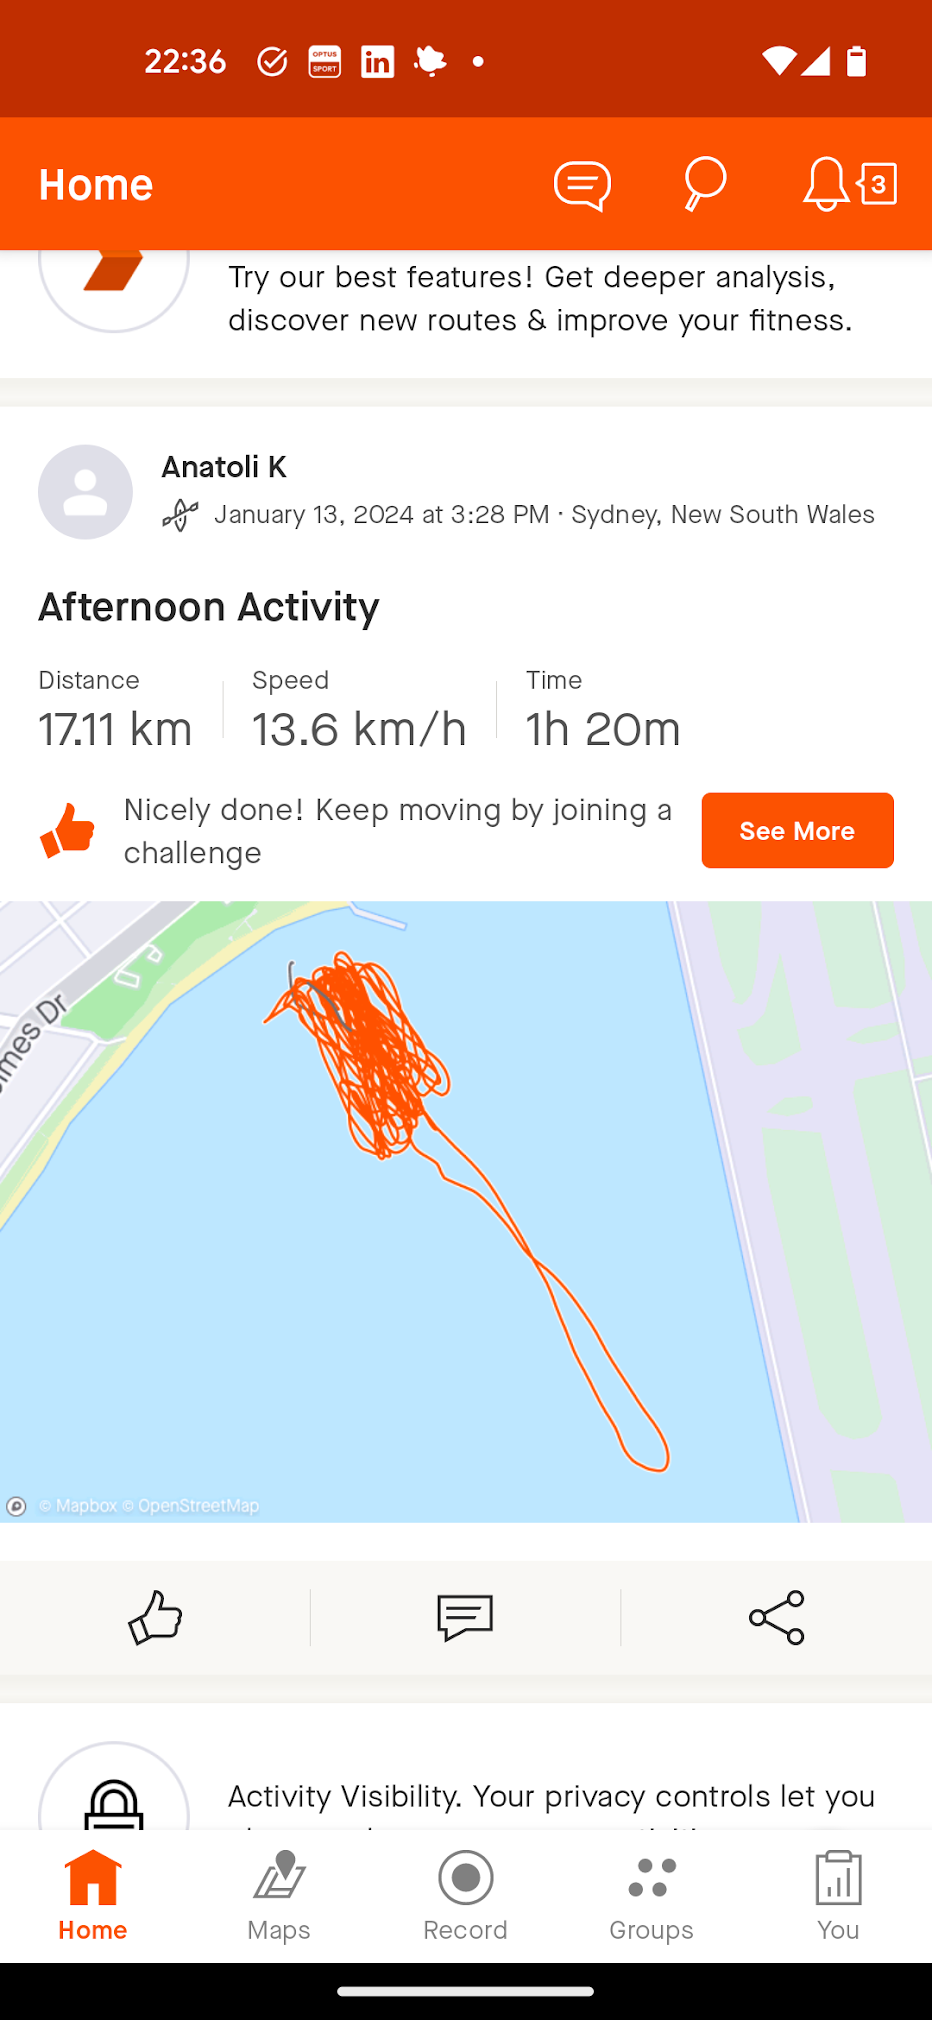 22:36
OPTUS
SPORT
in
Home
3
Try our best features! Get deeper analysis,
discover new routes & improve your fitness.
Anatoli K
January 13, 2024 at 3:28 PM · Sydney, New South Wales
Afternoon Activity
Distance
17.11 km
Speed
13.6 km/h
Time
1h 20m
Nicely done! Keep moving by joining a
challenge
See More
Dr
© Mapbox © OpenStreetMap
Activity Visibility. Your privacy controls let you
Home
Maps
Record
Groups
You